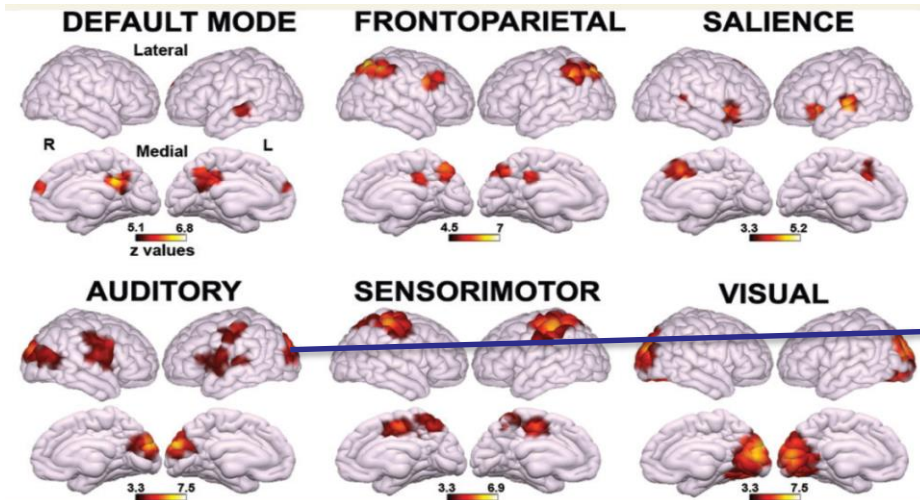 DEFAULT MODE
FRONTOPARIETAL
SALIENCE
Lateral
R
Medial
L
5.1 6.8
z values
4.5 7
3.3 5.2
AUDITORY
SENSORIMOTOR
VISUAL
3.3 7.5
3.3 6.9
3.3 7.5